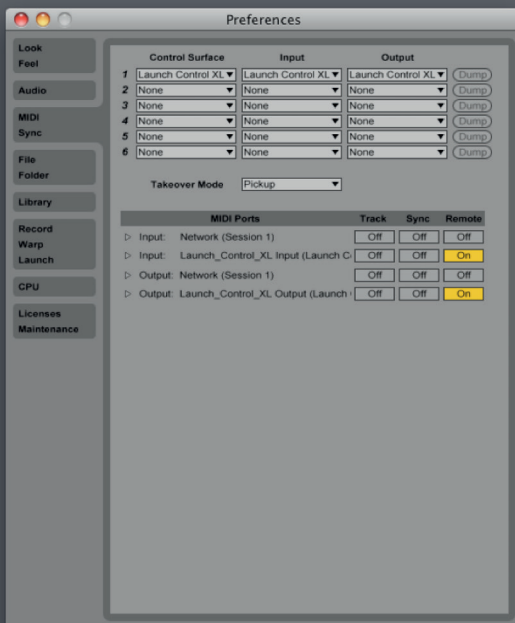 Preferences
Look
Feel
Audio
MIDI
Sync
File
Folder
Library
Record
Warp
Launch
CPU
Licenses
Maintenance
Control Surface Input Output
1 Launch Control XL Launch Control XL Launch Control XL Dump
2 None None None Dump
3 None None None Dump
4 None None None Dump
5 None None None Dump
6 None None None Dump
Takeover Mode Pickup
MIDI Ports Track Sync Remote
Input: Network (Session 1) Off Off Off
Input: Launch_Control_XL Input (Launch C Off Off On
Output: Network (Session 1) Off Off Off
Output: Launch_Control_XL Output (Launch Off Off On